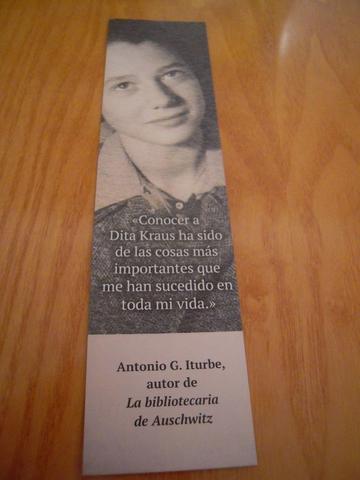 «Conocer a
Dita Kraus ha sido
de las cosas más
importantes que
me han sucedido en
toda mi vida.»
Antonio G. Iturbe,
autor de
La bibliotecaria
de Auschwitz